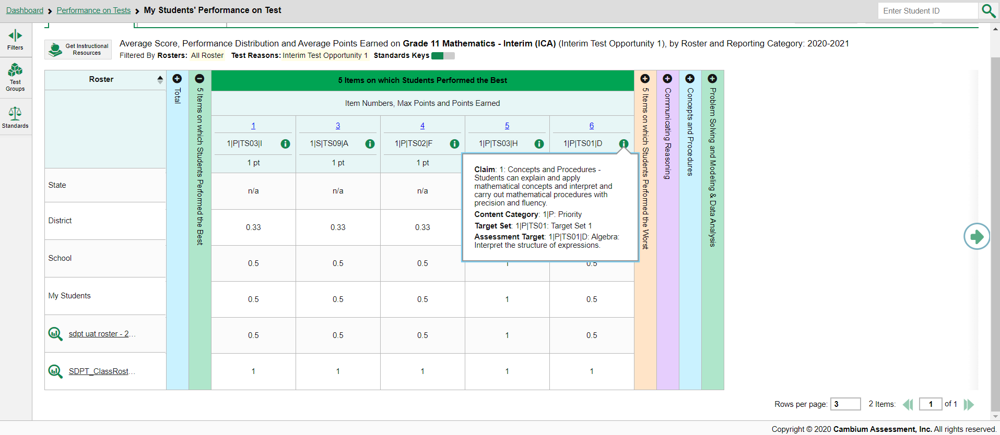 Dashboard > Performance on Tests > My Students' Performance on Test
Enter Student ID
Filters
Test
Groups
Standards
Get Instructional
Resources
Average Score, Performance Distribution and Average Points Earned on Grade 11 Mathematics - Interim (ICA) (Interim Test Opportunity 1), by Roster and Reporting Category: 2020-2021
Filtered By Rosters: All Roster Test Reasons: Interim Test Opportunity 1 Standards Keys
Roster
Total
5 Items on which Students Performed the Best
5 Items on which Students Performed the Best
5 Items on which Students Performed the Worst
Communicating Reasoning
Concepts and Procedures
Problem Solving and Modeling & Data Analysis
Item Numbers, Max Points and Points Earned
1 3 4 5 6
1|P|TS03|I 1|S|TS09|A 1|P|TS02|F 1|P|TS03|H 1|P|TS01|D
1 pt 1 pt 1 pt
Claim: 1: Concepts and Procedures -
Students can explain and apply
mathematical concepts and interpret and
carry out mathematical procedures with
precision and fluency.
Content Category: 1|P: Priority
Target Set: 1|P|TS01: Target Set 1
Assessment Target: 1|P|TS01|D: Algebra:
Interpret the structure of expressions.
State n/a n/a n/a
District 0.33 0.33 0.33
School 0.5 0.5 0.5 1 0.5
My Students 0.5 0.5 0.5 1 0.5
sdpt uat roster - 2... 0.5 0.5 0.5 1 0.5
SDPT_ClassRost... 1 1 1 1 1
Rows per page: 3 2 Items: 1 of 1
Copyright © 2020 Cambium Assessment, Inc. All rights reserved.